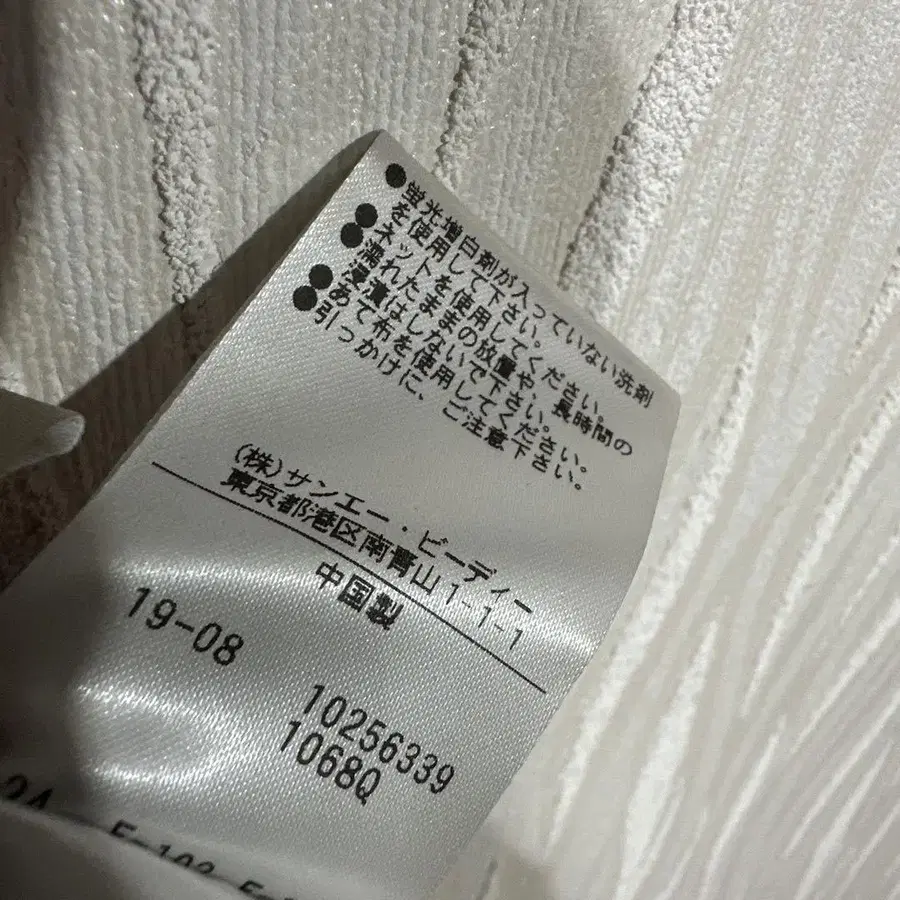 ●蛍光増白剤が入っていない洗剤
を使用して下さい。
●ネットを使用してください。
●濡れたままの放置や、長時間の
浸漬はしないで下さい。
●あて布を使用してください。
●引っかけに、ご注意下さい。
(株)サンエー・ビーディー
東京都港区南青山1-1-1
中国製
19-08
10256339
1068Q